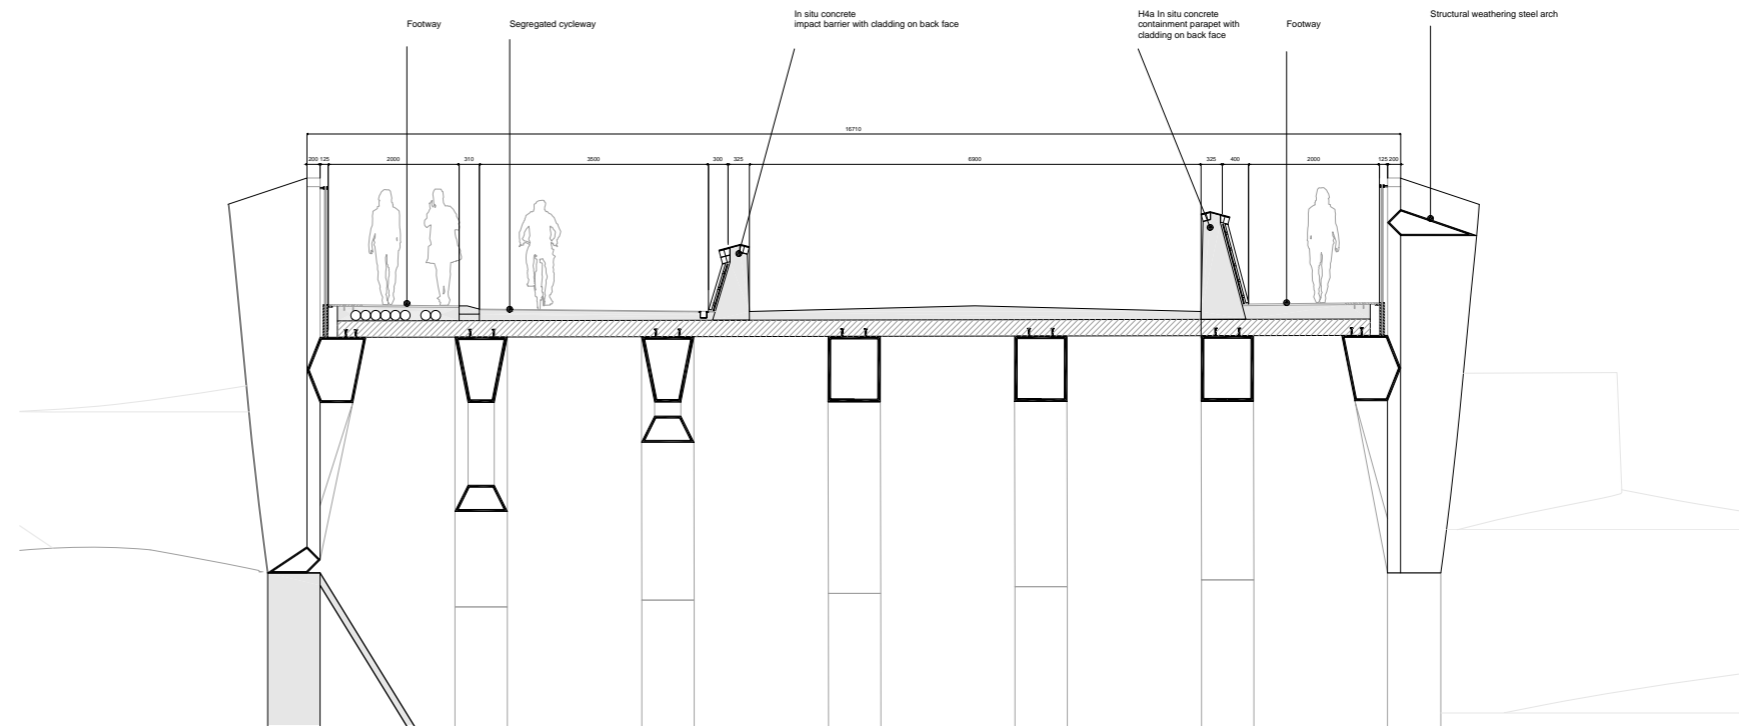 Footway
Segregated cycleway
In situ concrete
impact barrier with cladding on back face
H4a In situ concrete
containment parapet with
cladding on back face
Footway
Structural weathering steel arch
16710
200 125 2000 310 3500 300 325 6900 325 400 2000 125 200